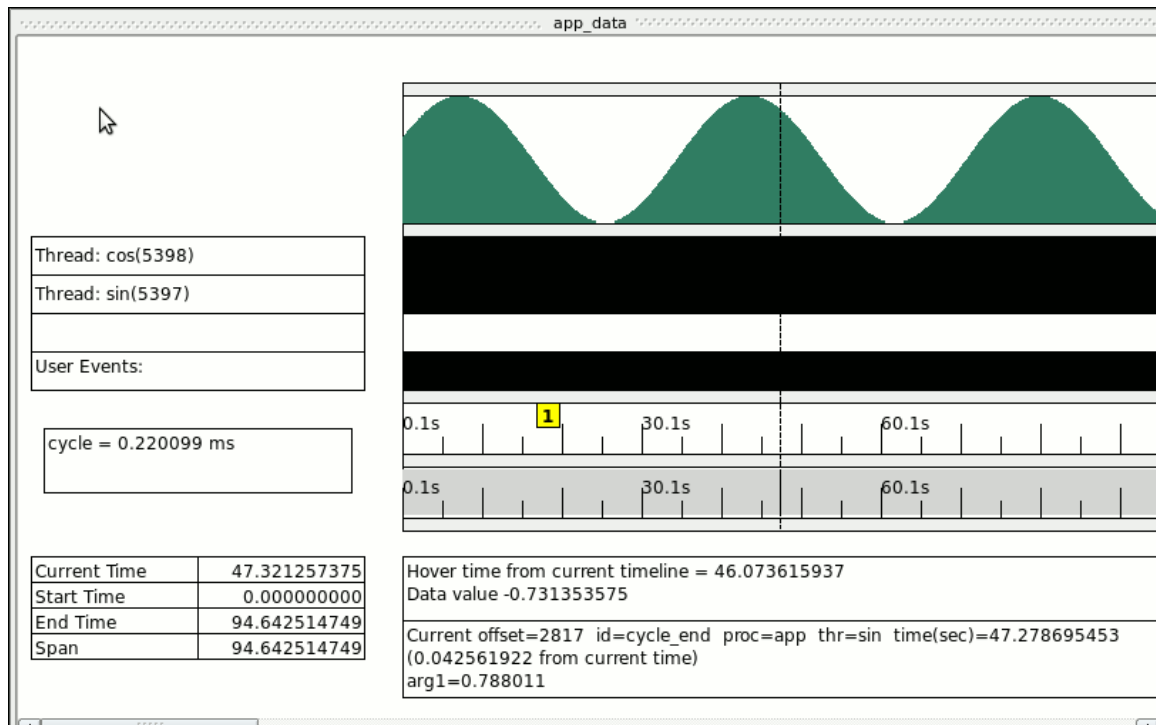 app_data
Thread: cos(5398)
Thread: sin(5397)
User Events:
cycle = 0.220099 ms
1
0.1s 30.1s 60.1s
0.1s 30.1s 60.1s
Current Time 47.321257375
Start Time 0.000000000
End Time 94.642514749
Span 94.642514749
Hover time from current timeline = 46.073615937
Data value -0.731353575
Current offset=2817 id=cycle_end proc=app thr=sin time(sec)=47.278695453
(0.042561922 from current time)
arg1=0.788011